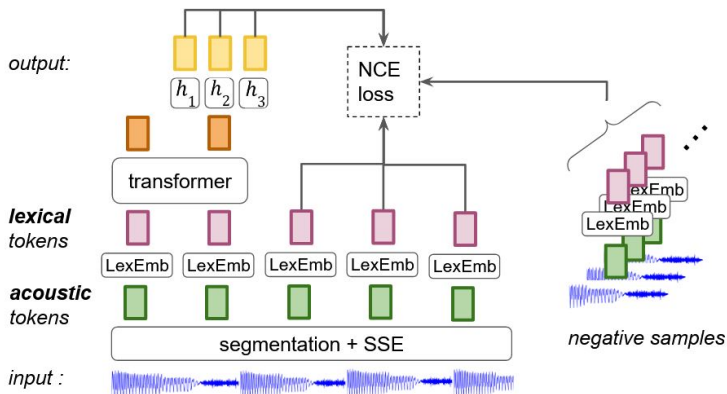 output:
h1 h2 h3
NCE
loss
transformer
lexical
tokens
LexEmb LexEmb LexEmb LexEmb LexEmb
acoustic
tokens
segmentation + SSE
input :
LexEmb
LexEmb
LexEmb
negative samples